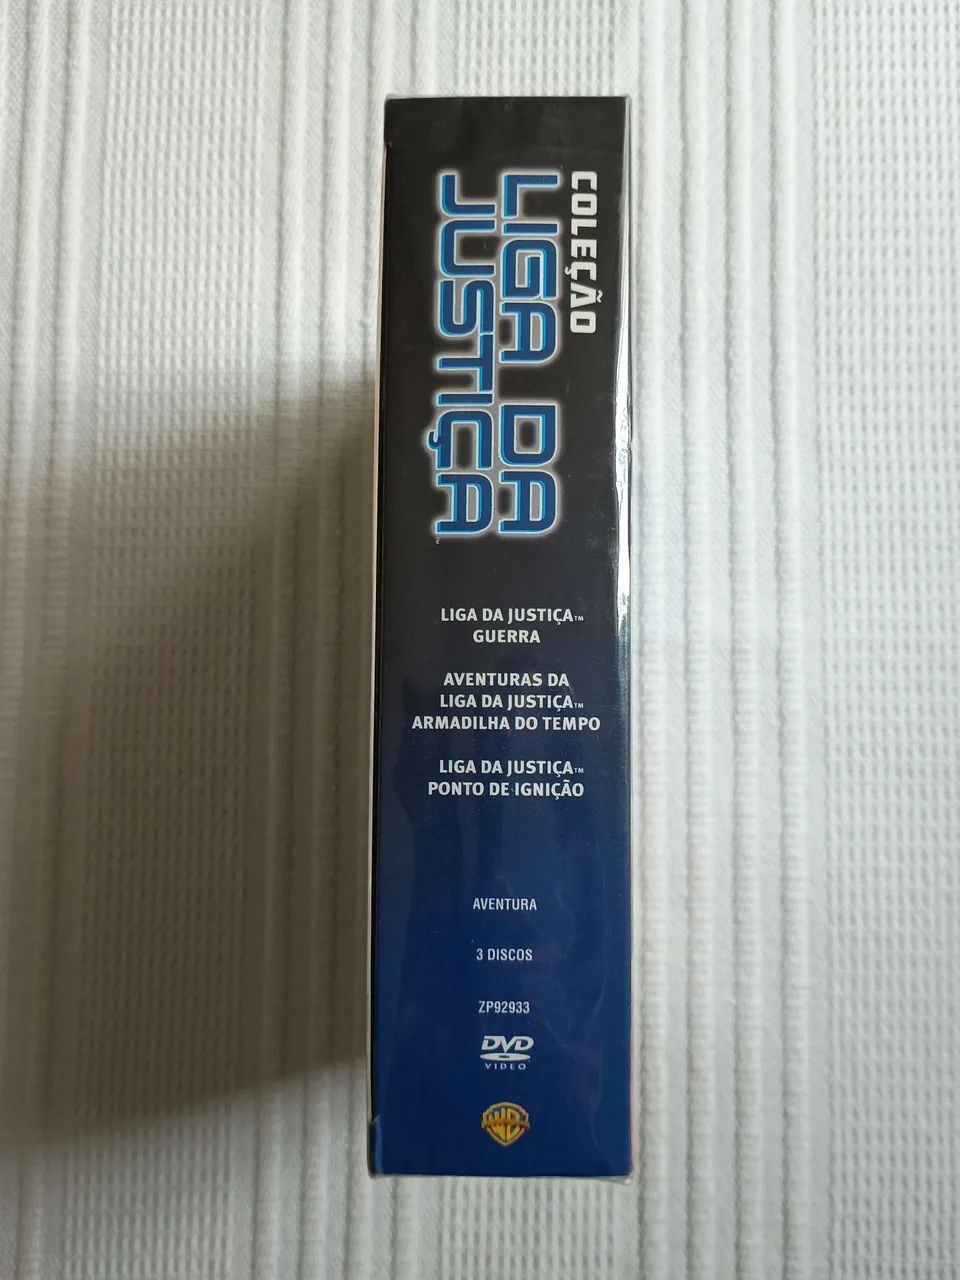 COLEÇÃO
LIGA DA
JUSTIÇA™
LIGA DA JUSTIÇA™
GUERRA
AVENTURAS DA
LIGA DA JUSTIÇA™
ARMADILHA DO TEMPO
LIGA DA JUSTIÇA™
PONTO DE IGNIÇÃO
AVENTURA
3 DISCOS
ZP92933
DVD
VIDEO
WB